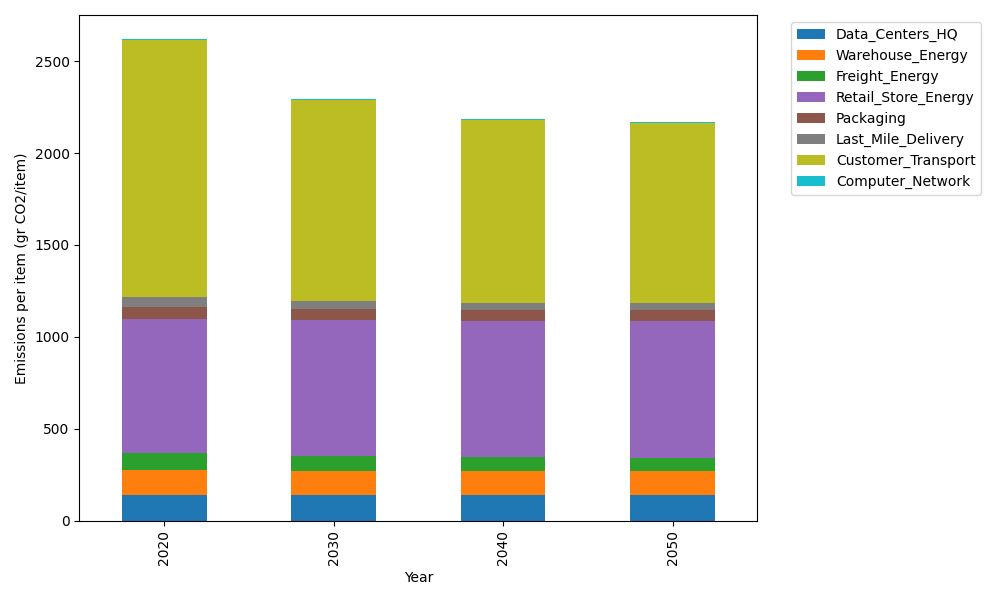 Emissions per item (gr CO2/item)
2500
2000
1500
1000
500
0
2020
2030
2040
2050
Year
Data_Centers_HQ
Warehouse_Energy
Freight_Energy
Retail_Store_Energy
Packaging
Last_Mile_Delivery
Customer_Transport
Computer_Network